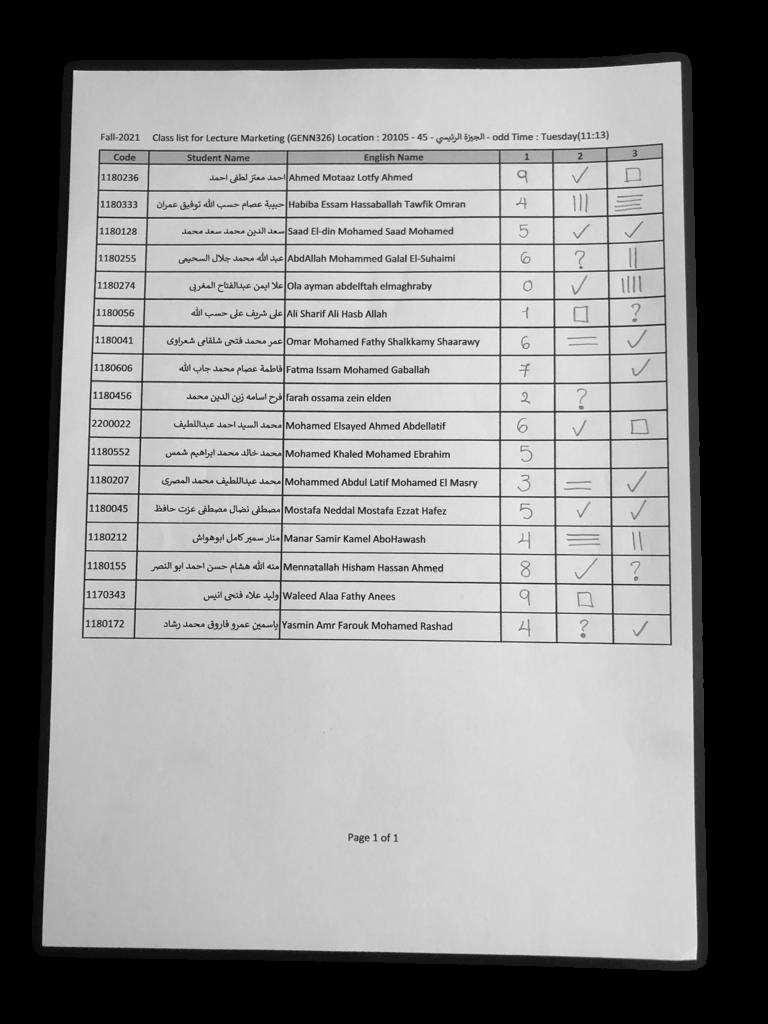 Fall-2021 Class list for Lecture Marketing (GENN326) Location : 20105 - 45 - الجيزة الرئيسي - odd Time : Tuesday(11:13)
Code Student Name English Name 1 2 3
1180236 احمد معتز لطفى احمد Ahmed Motaaz Lotfy Ahmed 9 ✓ □
1180333 حبيبة عصام حسب الله توفيق عمران Habiba Essam Hassaballah Tawfik Omran 4 ||| ≡
1180128 سعد الدين محمد سعد محمد Saad El-din Mohamed Saad Mohamed 5 ✓ ✓
1180255 عبد الله محمد جلال السحيمى AbdAllah Mohammed Galal El-Suhaimi 6 ? ||
1180274 علا ايمن عبدالفتاح المغربى Ola ayman abdelftah elmaghraby 0 ✓ ||||
1180056 على شريف على حسب الله Ali Sharif Ali Hasb Allah 1 □ ?
1180041 عمر محمد فتحى شلقامى شعراوى Omar Mohamed Fathy Shalkkamy Shaarawy 6 = ✓
1180606 فاطمة عصام محمد جاب الله Fatma Issam Mohamed Gaballah 7 ✓
1180456 فرح اسامه زين الدين محمد farah ossama zein elden 2 ?
2200022 محمد السيد احمد عبداللطيف Mohamed Elsayed Ahmed Abdellatif 6 ✓ □
1180552 محمد خالد محمد ابراهيم شمس Mohamed Khaled Mohamed Ebrahim 5
1180207 محمد عبداللطيف محمد المصرى Mohammed Abdul Latif Mohamed El Masry 3 = ✓
1180045 مصطفى نضال مصطفى عزت حافظ Mostafa Neddal Mostafa Ezzat Hafez 5 ✓ ✓
1180212 منار سمير كامل ابوهواش Manar Samir Kamel AboHawash 4 ≡ ||
1180155 منه الله هشام حسن احمد ابو النصر Mennatallah Hisham Hassan Ahmed 8 ✓ ?
1170343 وليد علاء فتحى انيس Waleed Alaa Fathy Anees 9 □
1180172 ياسمين عمرو فاروق محمد رشاد Yasmin Amr Farouk Mohamed Rashad 4 ? ✓
Page 1 of 1